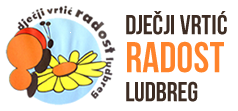 dječji vrtić radost ludbreg
DJEČJI VRTIĆ
RADOST
LUDBREG